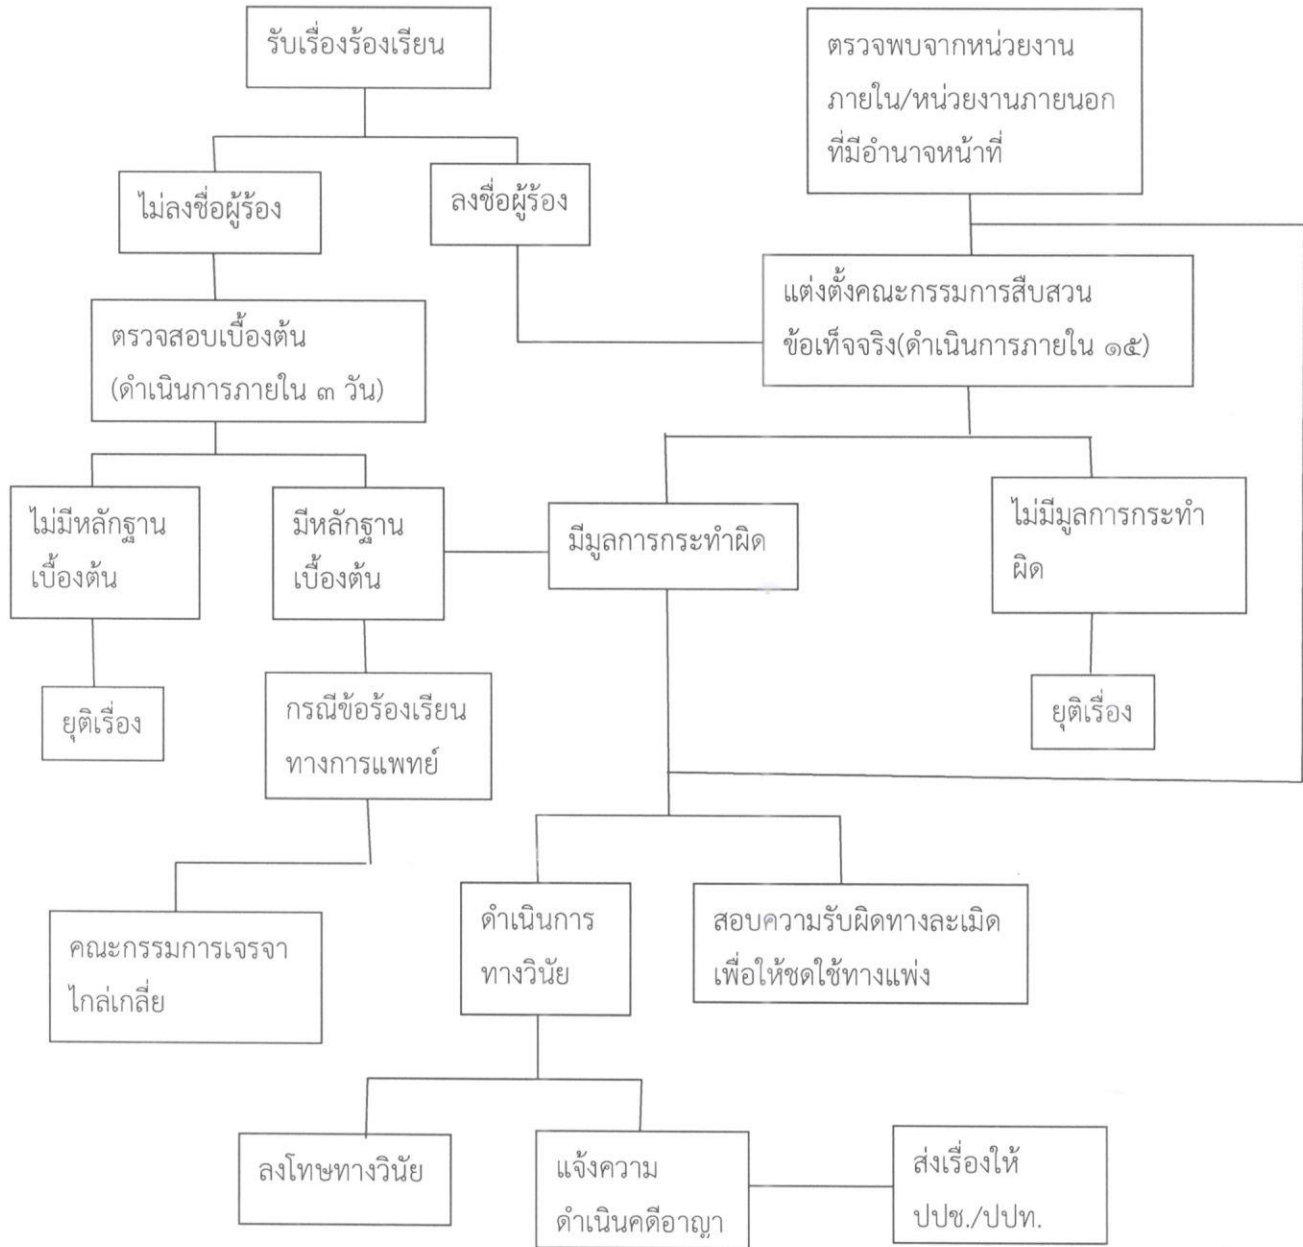 รับเรื่องร้องเรียน
ตรวจพบจากหน่วยงาน
ภายใน/หน่วยงานภายนอก
ที่มีอำนาจหน้าที่
ไม่ลงชื่อผู้ร้อง
ลงชื่อผู้ร้อง
แต่งตั้งคณะกรรมการสืบสวน
ข้อเท็จจริง(ดำเนินการภายใน ๑๕)
ตรวจสอบเบื้องต้น
(ดำเนินการภายใน ๓ วัน)
ไม่มีหลักฐาน
เบื้องต้น
มีหลักฐาน
เบื้องต้น
มีมูลการกระทำผิด
ไม่มีมูลการกระทำ
ผิด
ยุติเรื่อง
กรณีข้อร้องเรียน
ทางการแพทย์
ยุติเรื่อง
คณะกรรมการเจรจา
ไกล่เกลี่ย
ดำเนินการ
ทางวินัย
สอบความรับผิดทางละเมิด
เพื่อให้ชดใช้ทางแพ่ง
ลงโทษทางวินัย
แจ้งความ
ดำเนินคดีอาญา
ส่งเรื่องให้
ปปช./ปปท.